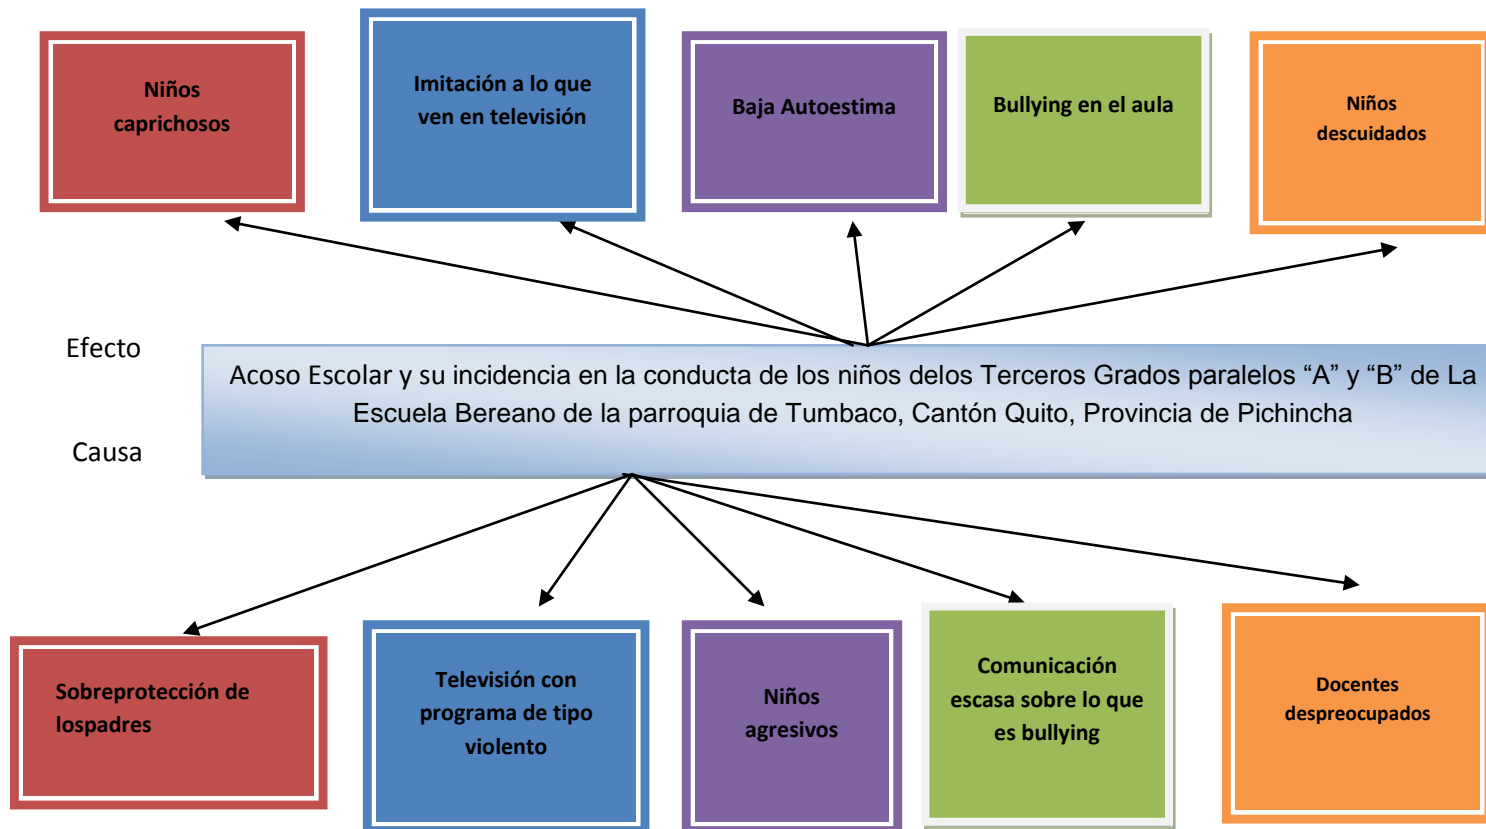 Niños
caprichosos
Imitación a lo que
ven en televisión
Baja Autoestima
Bullying en el aula
Niños
descuidados
Efecto
Acoso Escolar y su incidencia en la conducta de los niños delos Terceros Grados paralelos “A” y “B” de La
Escuela Bereano de la parroquia de Tumbaco, Cantón Quito, Provincia de Pichincha
Causa
Sobreprotección de
lospadres
Televisión con
programa de tipo
violento
Niños
agresivos
Comunicación
escasa sobre lo que
es bullying
Docentes
despreocupados